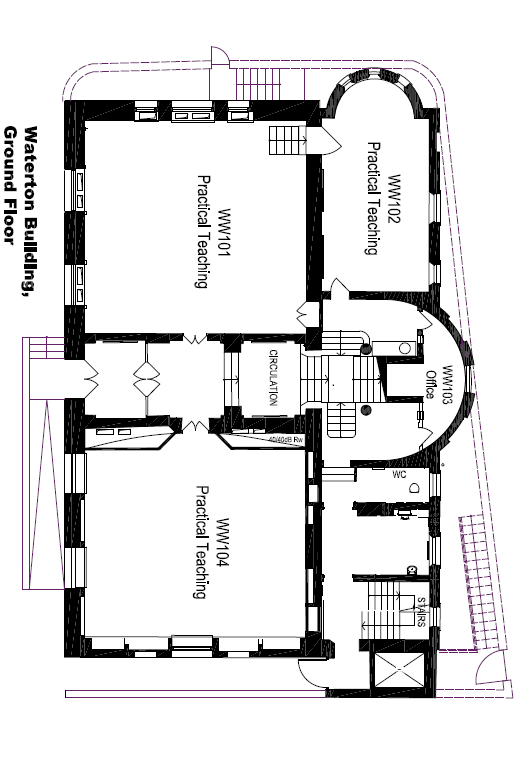 Waterton Building,
Ground Floor
WW101
Practical Teaching
WW102
Practical Teaching
WW103
Office
CIRCULATION
40/40dB Rw
WC
WW104
Practical Teaching
STAIRS